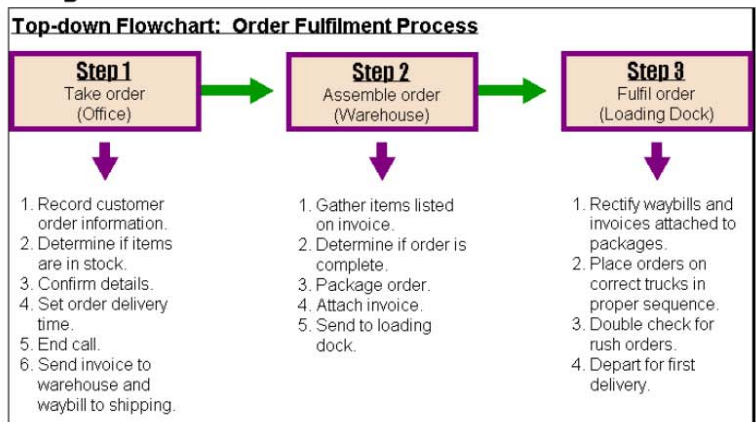 Top-down Flowchart: Order Fulfilment Process
Step 1
Take order
(Office)
Step 2
Assemble order
(Warehouse)
Step 3
Fulfil order
(Loading Dock)
1. Record customer
order information.
2. Determine if items
are in stock.
3. Confirm details.
4. Set order delivery
time.
5. End call.
6. Send invoice to
warehouse and
waybill to shipping.
1. Gather items listed
on invoice.
2. Determine if order is
complete.
3. Package order.
4. Attach invoice.
5. Send to loading
dock.
1. Rectify waybills and
invoices attached to
packages.
2. Place orders on
correct trucks in
proper sequence.
3. Double check for
rush orders.
4. Depart for first
delivery.